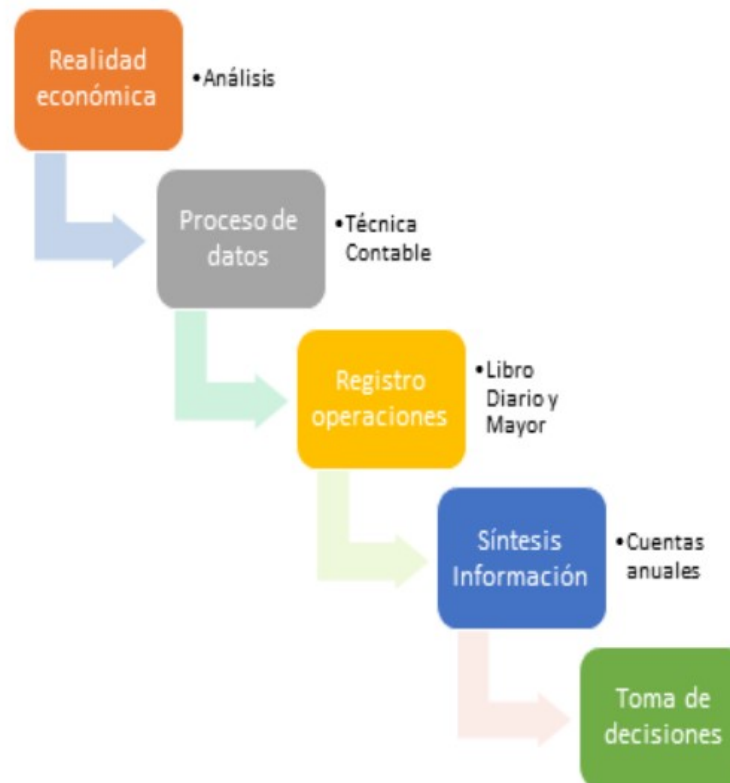 Realidad
económica
•Análisis
Proceso de
datos
•Técnica
Contable
Registro
operaciones
•Libro
Diario y
Mayor
Síntesis
Información
•Cuentas
anuales
Toma de
decisiones